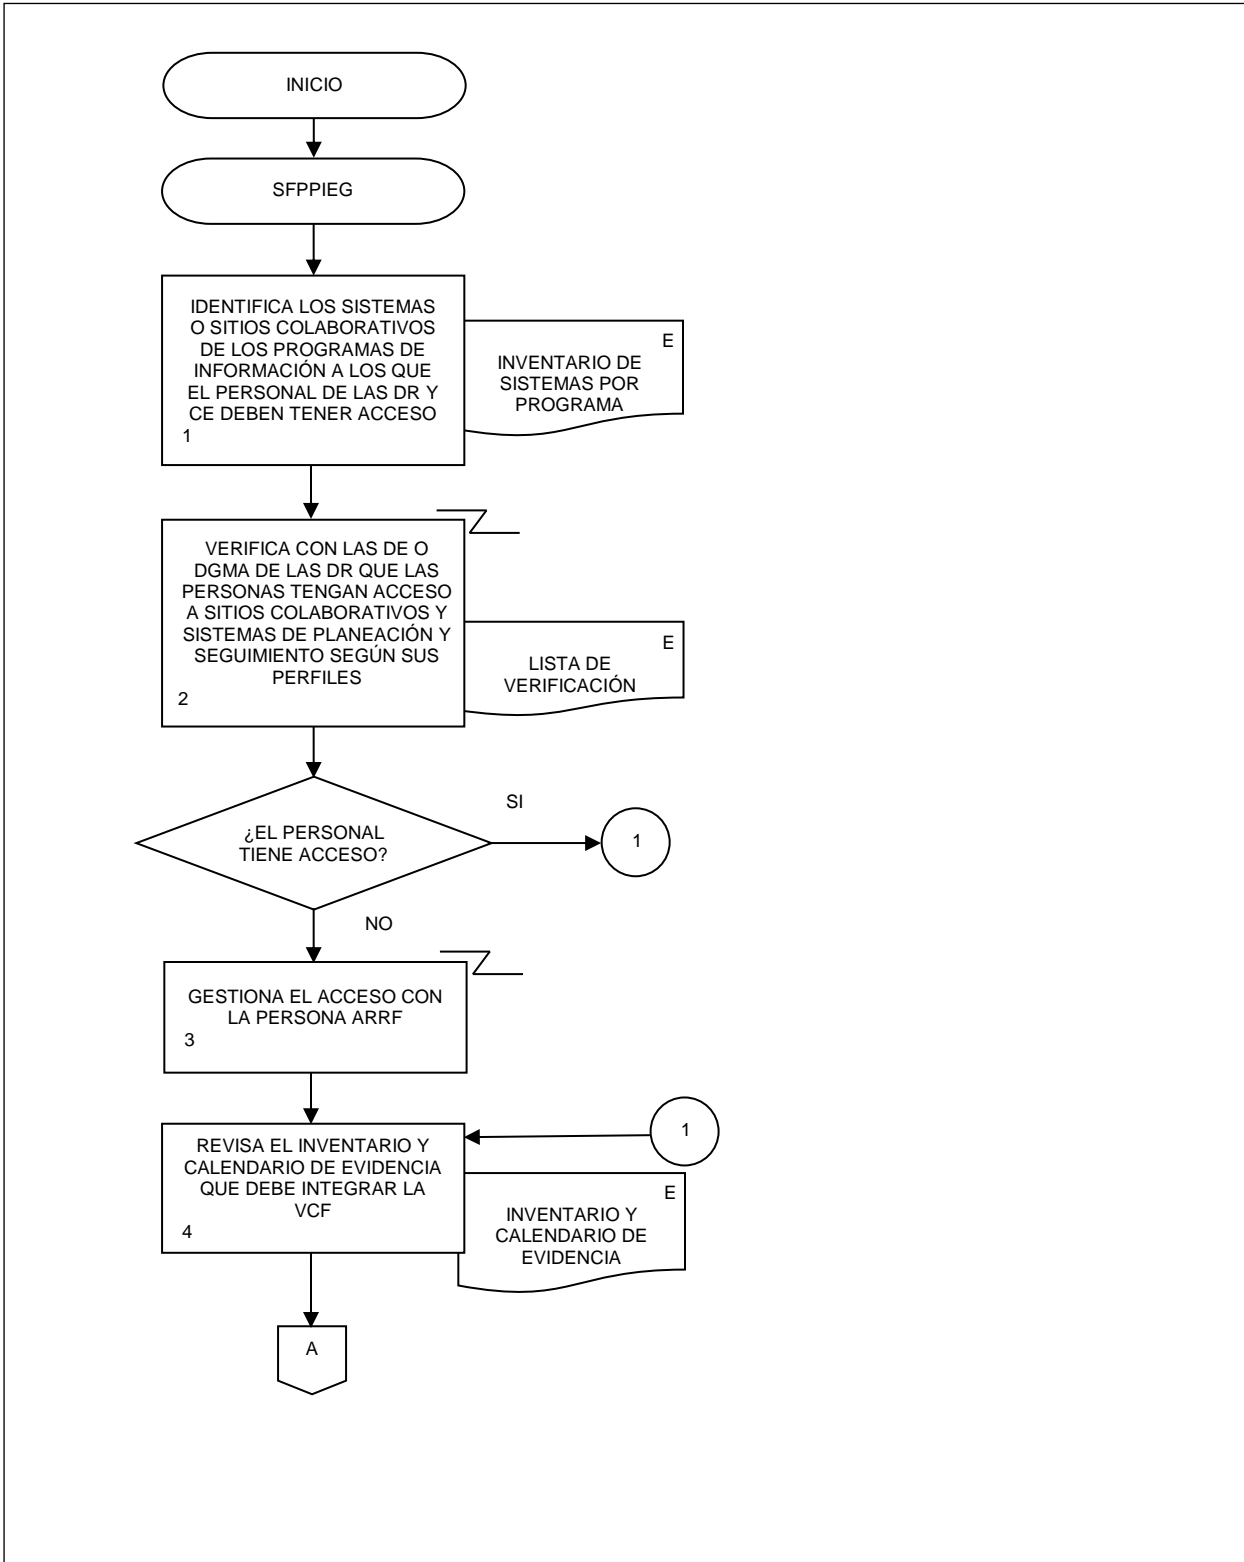 INICIO
SFPPIEG
IDENTIFICA LOS SISTEMAS
O SITIOS COLABORATIVOS
DE LOS PROGRAMAS DE
INFORMACIÓN A LOS QUE
EL PERSONAL DE LAS DR Y
CE DEBEN TENER ACCESO
1
E
INVENTARIO DE
SISTEMAS POR
PROGRAMA
VERIFICA CON LAS DE O
DGMA DE LAS DR QUE LAS
PERSONAS TENGAN ACCESO
A SITIOS COLABORATIVOS Y
SISTEMAS DE PLANEACIÓN Y
SEGUIMIENTO SEGÚN SUS
PERFILES
2
E
LISTA DE
VERIFICACIÓN
¿EL PERSONAL
TIENE ACCESO?
SI
1
NO
GESTIONA EL ACCESO CON
LA PERSONA ARRF
3
1
REVISA EL INVENTARIO Y
CALENDARIO DE EVIDENCIA
QUE DEBE INTEGRAR LA
VCF
4
E
INVENTARIO Y
CALENDARIO DE
EVIDENCIA
A